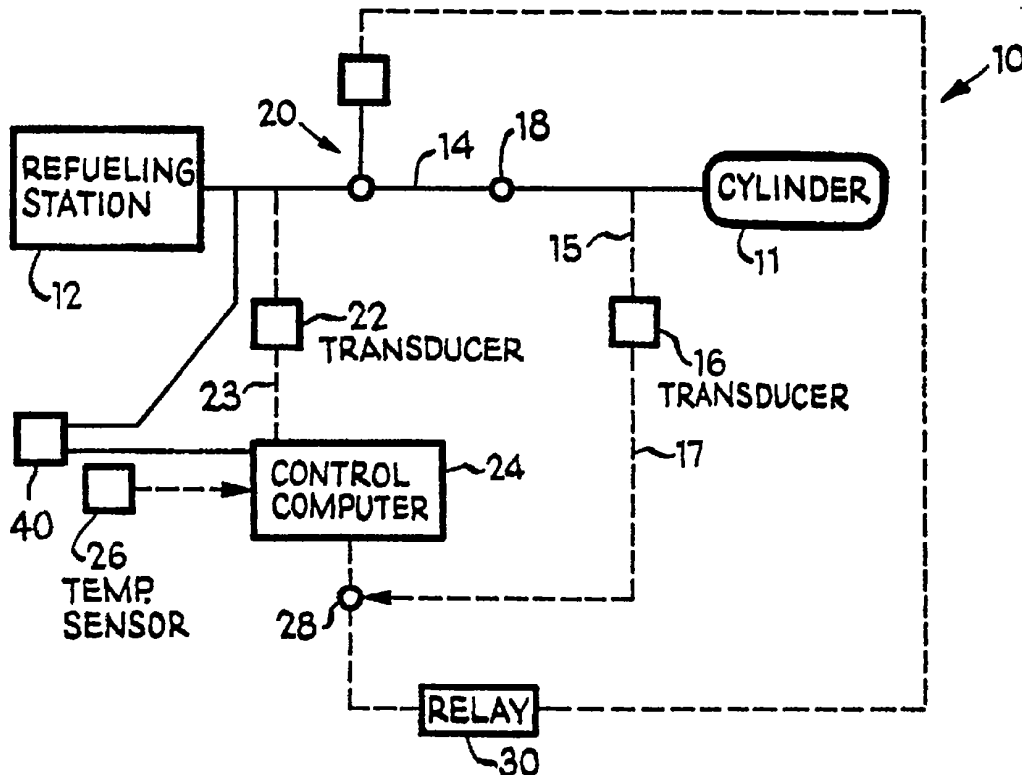 10
20
14
18
REFUELING
STATION
CYLINDER
12
15
11
22
TRANSDUCER
16
TRANSDUCER
23
17
24
CONTROL
COMPUTER
40
26
TEMP.
SENSOR
28
RELAY
30